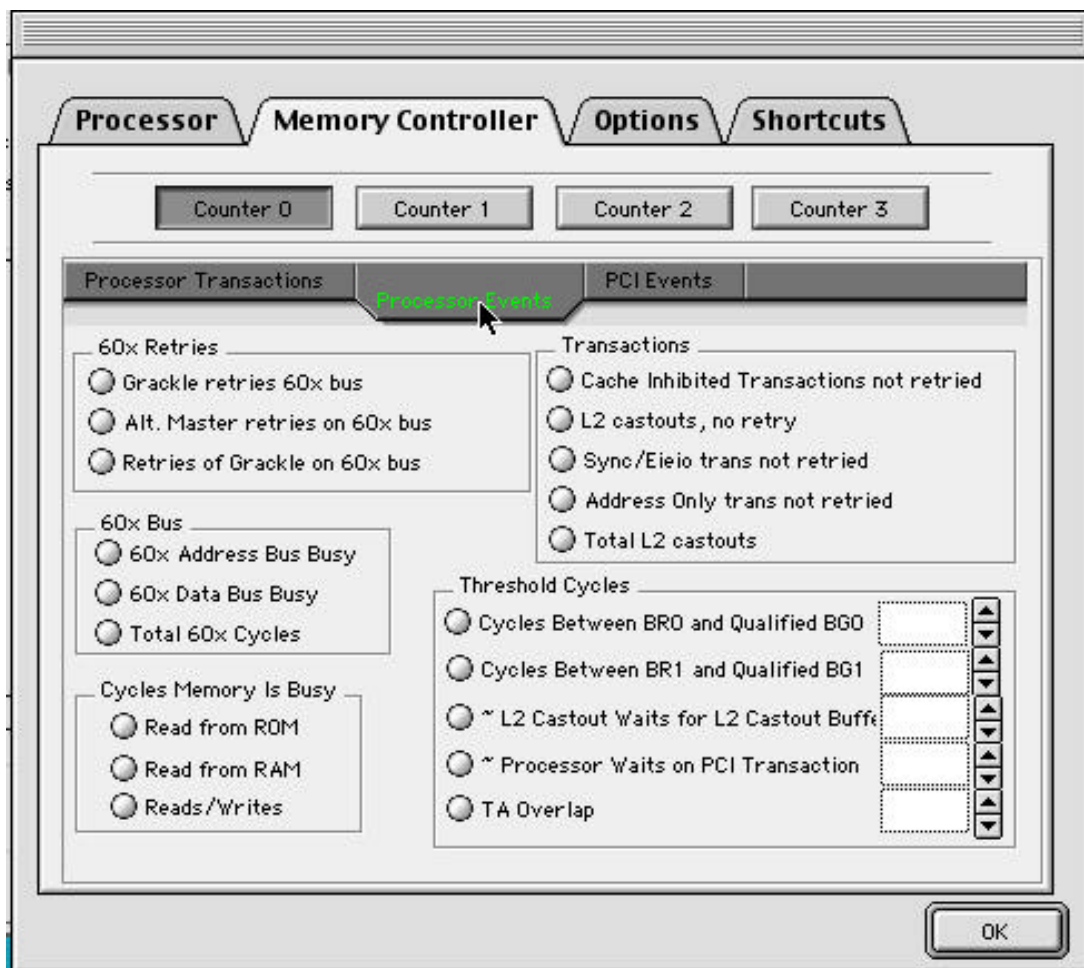 Processor
Memory Controller
Options
Shortcuts
Counter 0
Counter 1
Counter 2
Counter 3
Processor Transactions
Processor Events
PCI Events
60x Retries
Grackle retries 60x bus
Alt. Master retries on 60x bus
Retries of Grackle on 60x bus
Transactions
Cache Inhibited Transactions not retried
L2 castouts, no retry
Sync/Eieio trans not retried
Address Only trans not retried
Total L2 castouts
60x Bus
60x Address Bus Busy
60x Data Bus Busy
Total 60x Cycles
Threshold Cycles
Cycles Between BR0 and Qualified BG0
Cycles Between BR1 and Qualified BG1
~ L2 Castout Waits for L2 Castout Buffe
~ Processor Waits on PCI Transaction
TA Overlap
Cycles Memory Is Busy
Read from ROM
Read from RAM
Reads/Writes
OK